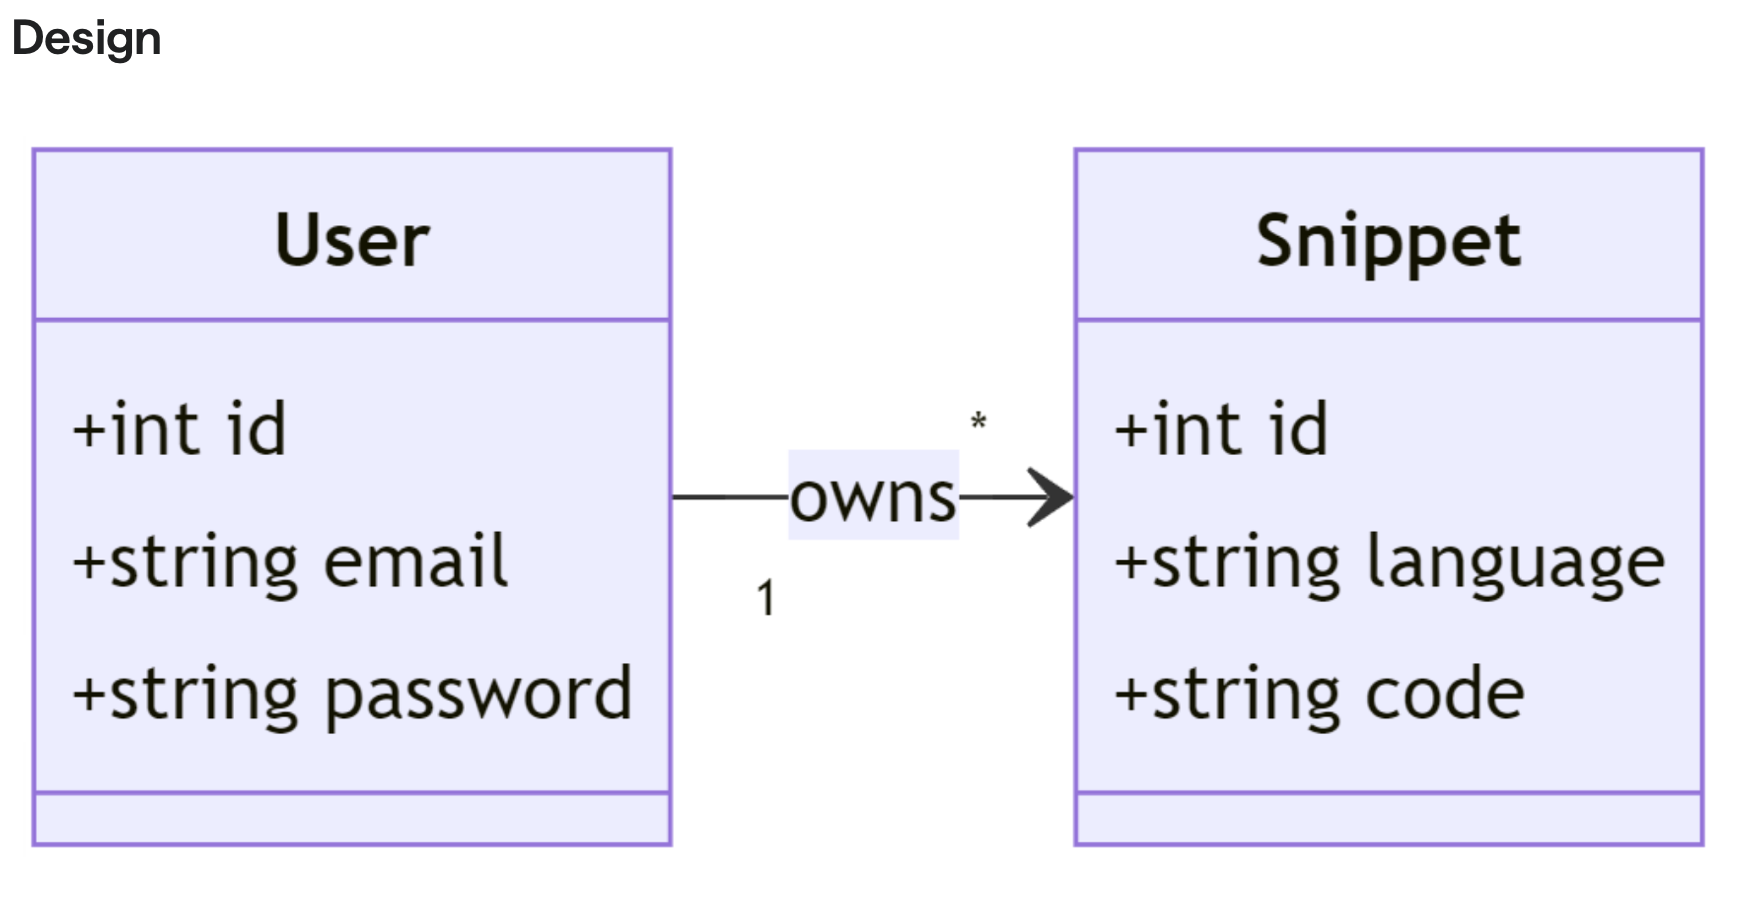 Design
User
+int id
+string email
+string password
owns
1
*
Snippet
+int id
+string language
+string code